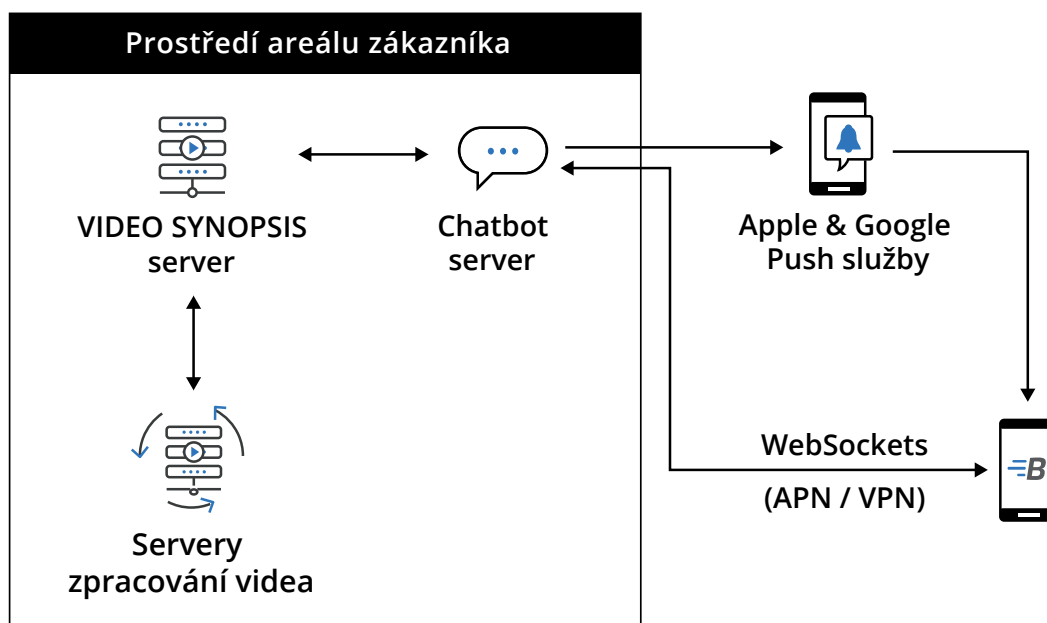 Prostředí areálu zákazníka
VIDEO SYNOPSIS
server
Chatbot
server
Apple & Google
Push služby
Servery
zpracování videa
WebSockets
(APN / VPN)
B